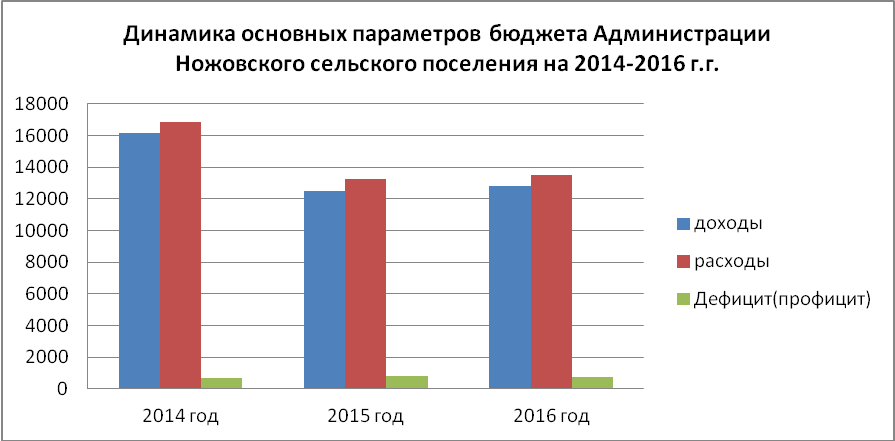 Динамика основных параметров бюджета Администрации
Ножовского сельского поселения на 2014-2016 г.г.
18000
16000
14000
12000
10000
8000
6000
4000
2000
0
2014 год
2015 год
2016 год
доходы
расходы
Дефицит(профицит)